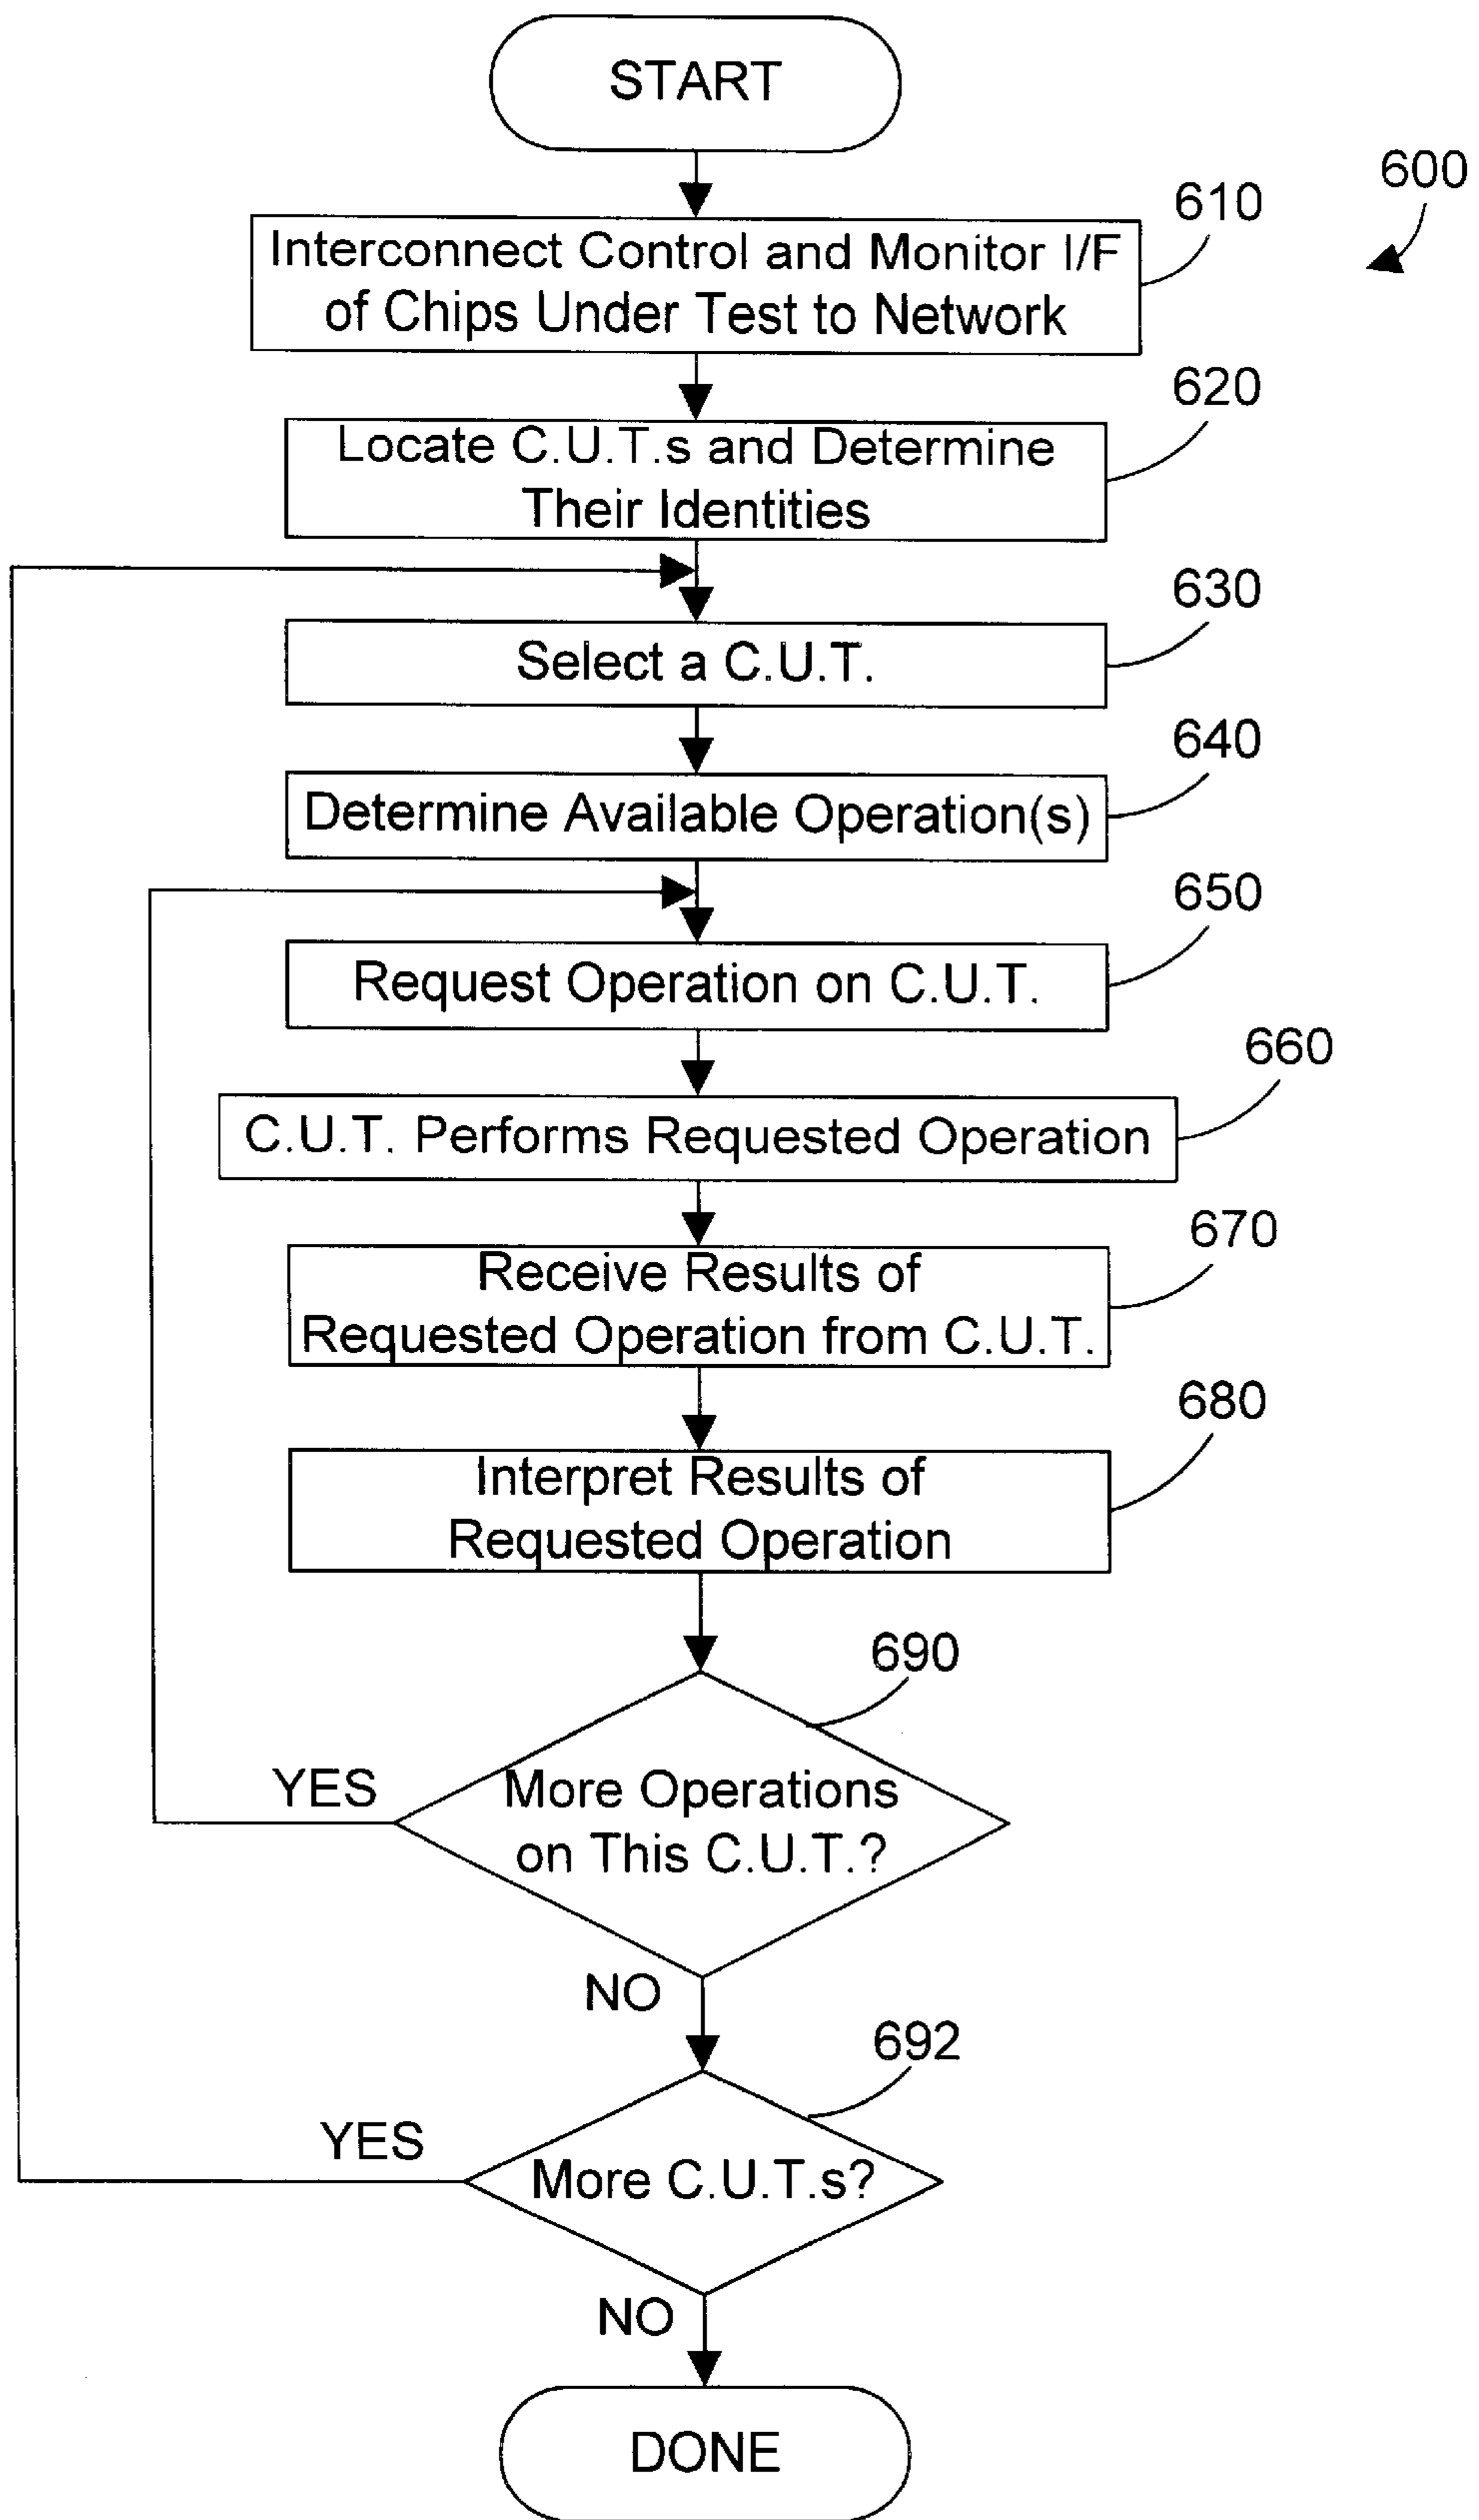 START
600
610
Interconnect Control and Monitor I/F
of Chips Under Test to Network
620
Locate C.U.T.s and Determine
Their Identities
630
Select a C.U.T.
640
Determine Available Operation(s)
650
Request Operation on C.U.T.
660
C.U.T. Performs Requested Operation
670
Receive Results of
Requested Operation from C.U.T.
680
Interpret Results of
Requested Operation
690
YES
More Operations
on This C.U.T.?
NO
692
YES
More C.U.T.s?
NO
DONE